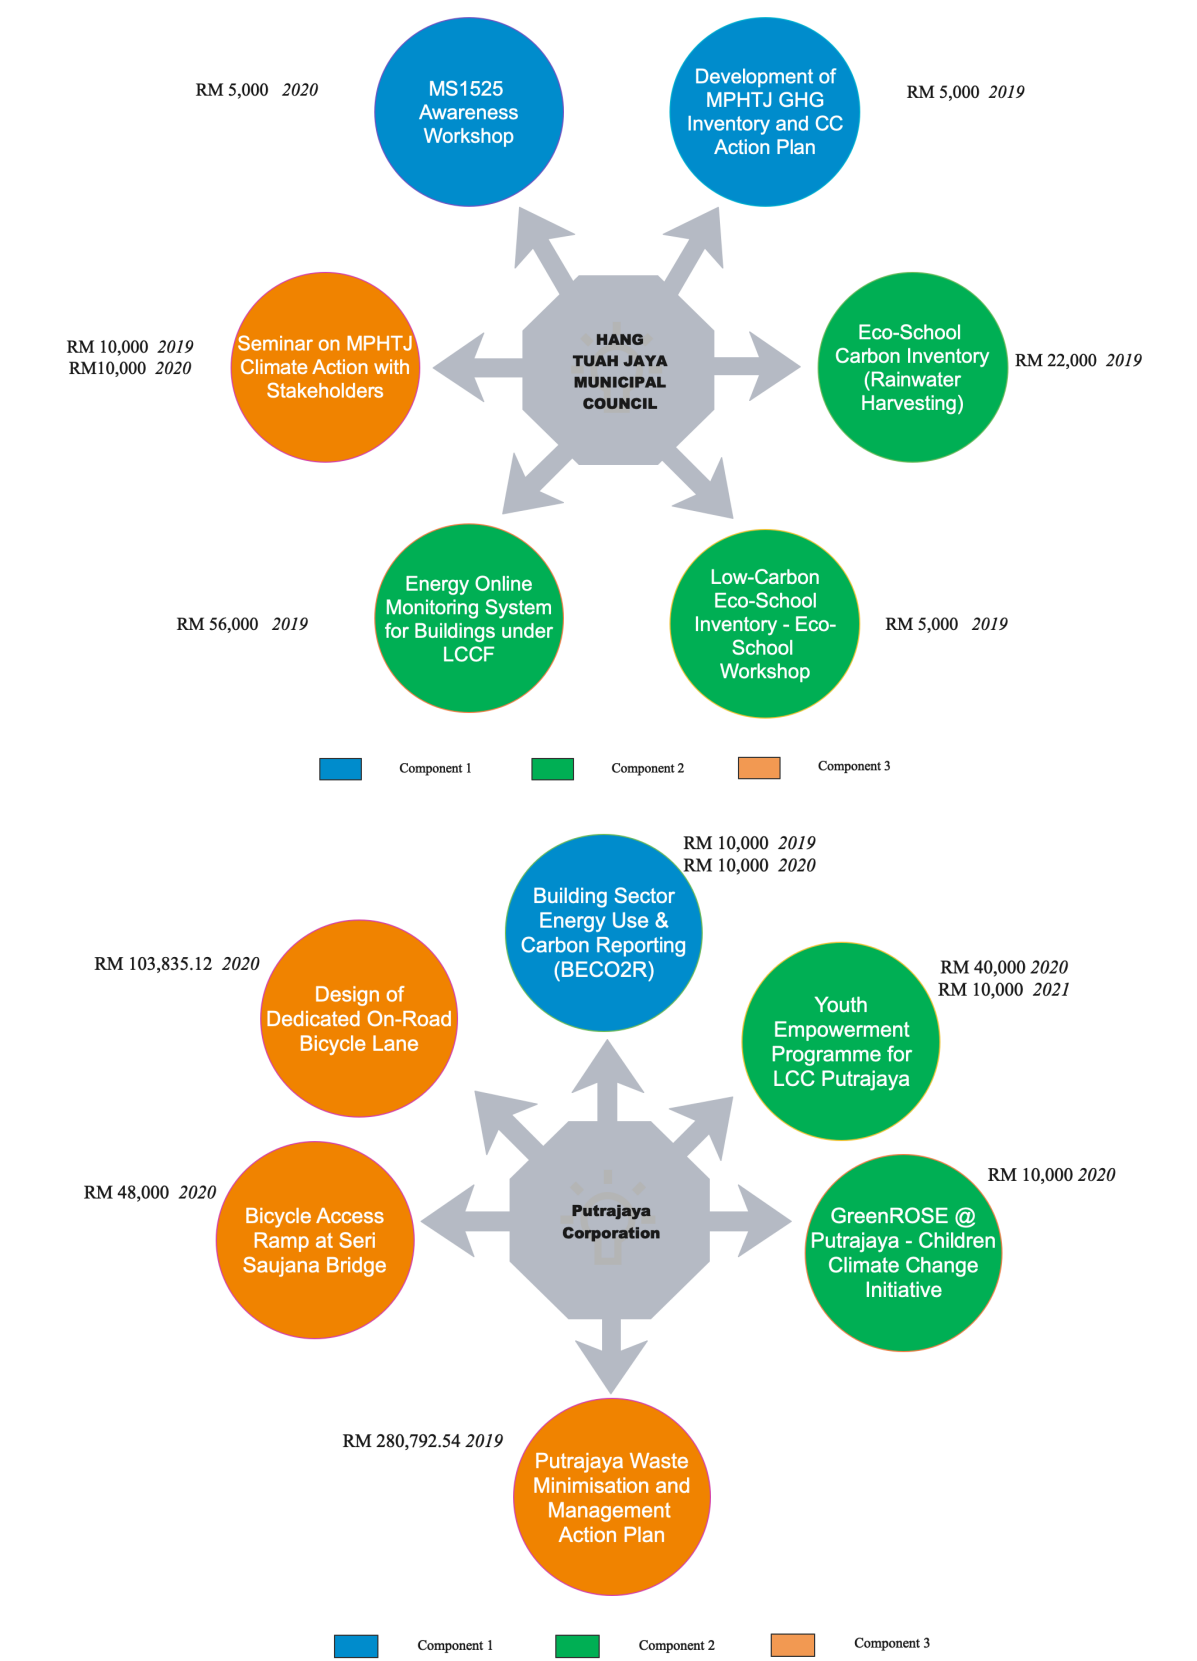 RM 5,000 2020
MS1525
Awareness
Workshop
Development of
MPHTJ GHG
Inventory and CC
Action Plan
RM 5,000 2019
RM 10,000 2019
RM10,000 2020
Seminar on MPHTJ
Climate Action with
Stakeholders
HANG
TUAH JAYA
MUNICIPAL
COUNCIL
Eco-School
Carbon Inventory
(Rainwater
Harvesting)
RM 22,000 2019
RM 56,000 2019
Energy Online
Monitoring System
for Buildings under
LCCF
Low-Carbon
Eco-School
Inventory - Eco-
School
Workshop
RM 5,000 2019
Component 1
Component 2
Component 3
RM 10,000 2019
RM 10,000 2020
Building Sector
Energy Use &
Carbon Reporting
(BECO2R)
RM 103,835.12 2020
Design of
Dedicated On-Road
Bicycle Lane
RM 40,000 2020
RM 10,000 2021
Youth
Empowerment
Programme for
LCC Putrajaya
RM 48,000 2020
Bicycle Access
Ramp at Seri
Saujana Bridge
Putrajaya
Corporation
RM 10,000 2020
GreenROSE @
Putrajaya - Children
Climate Change
Initiative
RM 280,792.54 2019
Putrajaya Waste
Minimisation and
Management
Action Plan
Component 1
Component 2
Component 3